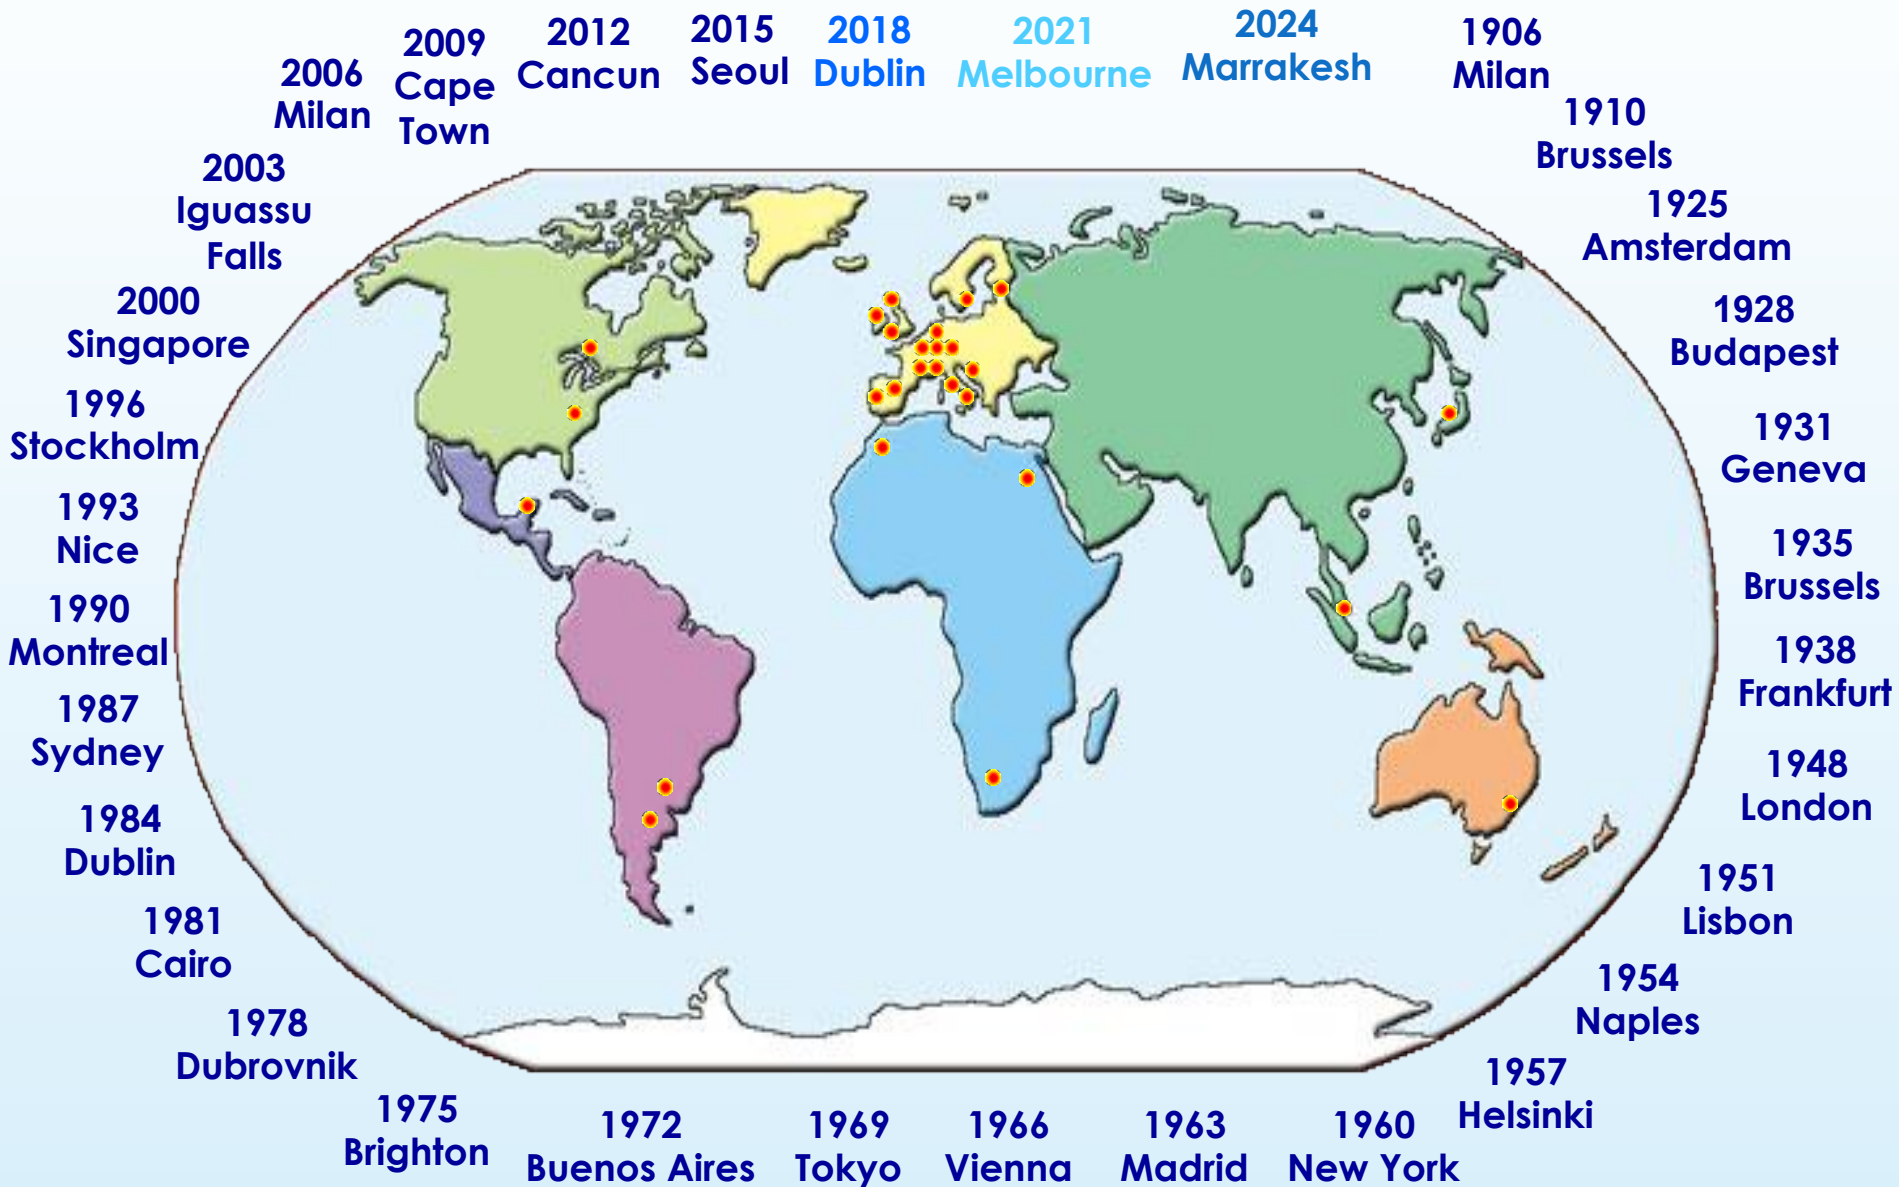 1906
Milan
1910
Brussels
1925
Amsterdam
1928
Budapest
1931
Geneva
1935
Brussels
1938
Frankfurt
1948
London
1951
Lisbon
1954
Naples
1957
Helsinki
1960
New York
1963
Madrid
1966
Vienna
1969
Tokyo
1972
Buenos Aires
1975
Brighton
1978
Dubrovnik
1981
Cairo
1984
Dublin
1987
Sydney
1990
Montreal
1993
Nice
1996
Stockholm
2000
Singapore
2003
Iguassu
Falls
2006
Milan
2009
Cape
Town
2012
Cancun
2015
Seoul
2018
Dublin
2021
Melbourne
2024
Marrakesh